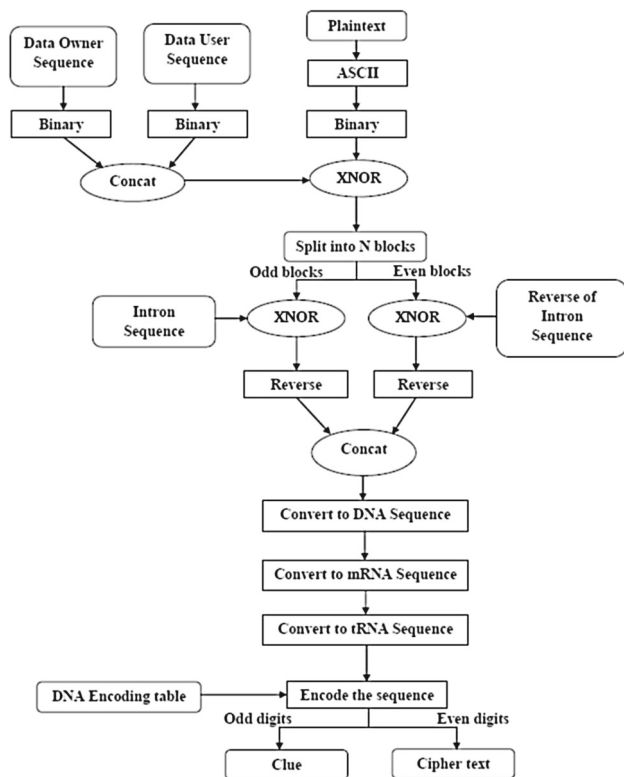 Data Owner
Sequence
Data User
Sequence
Plaintext
ASCII
Binary
Binary
Binary
Concat
XNOR
Split into N blocks
Odd blocks
Even blocks
Intron
Sequence
XNOR
XNOR
Reverse of
Intron
Sequence
Reverse
Reverse
Concat
Convert to DNA Sequence
Convert to mRNA Sequence
Convert to tRNA Sequence
DNA Encoding table
Encode the sequence
Odd digits
Even digits
Clue
Cipher text